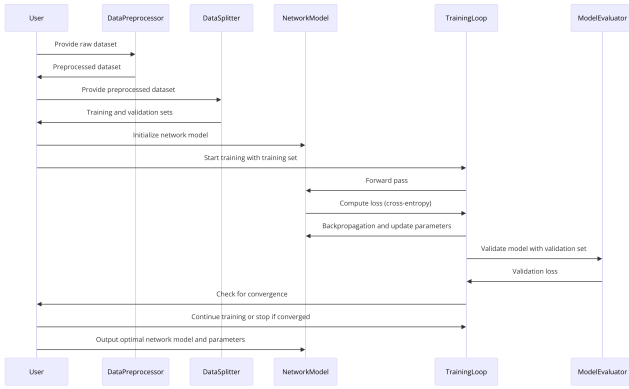 User
DataPreprocessor
DataSplitter
NetworkModel
TrainingLoop
ModelEvaluator
Provide raw dataset
Preprocessed dataset
Provide preprocessed dataset
Training and validation sets
Initialize network model
Start training with training set
Forward pass
Compute loss (cross-entropy)
Backpropagation and update parameters
Validate model with validation set
Validation loss
Check for convergence
Continue training or stop if converged
Output optimal network model and parameters
User
DataPreprocessor
DataSplitter
NetworkModel
TrainingLoop
ModelEvaluator